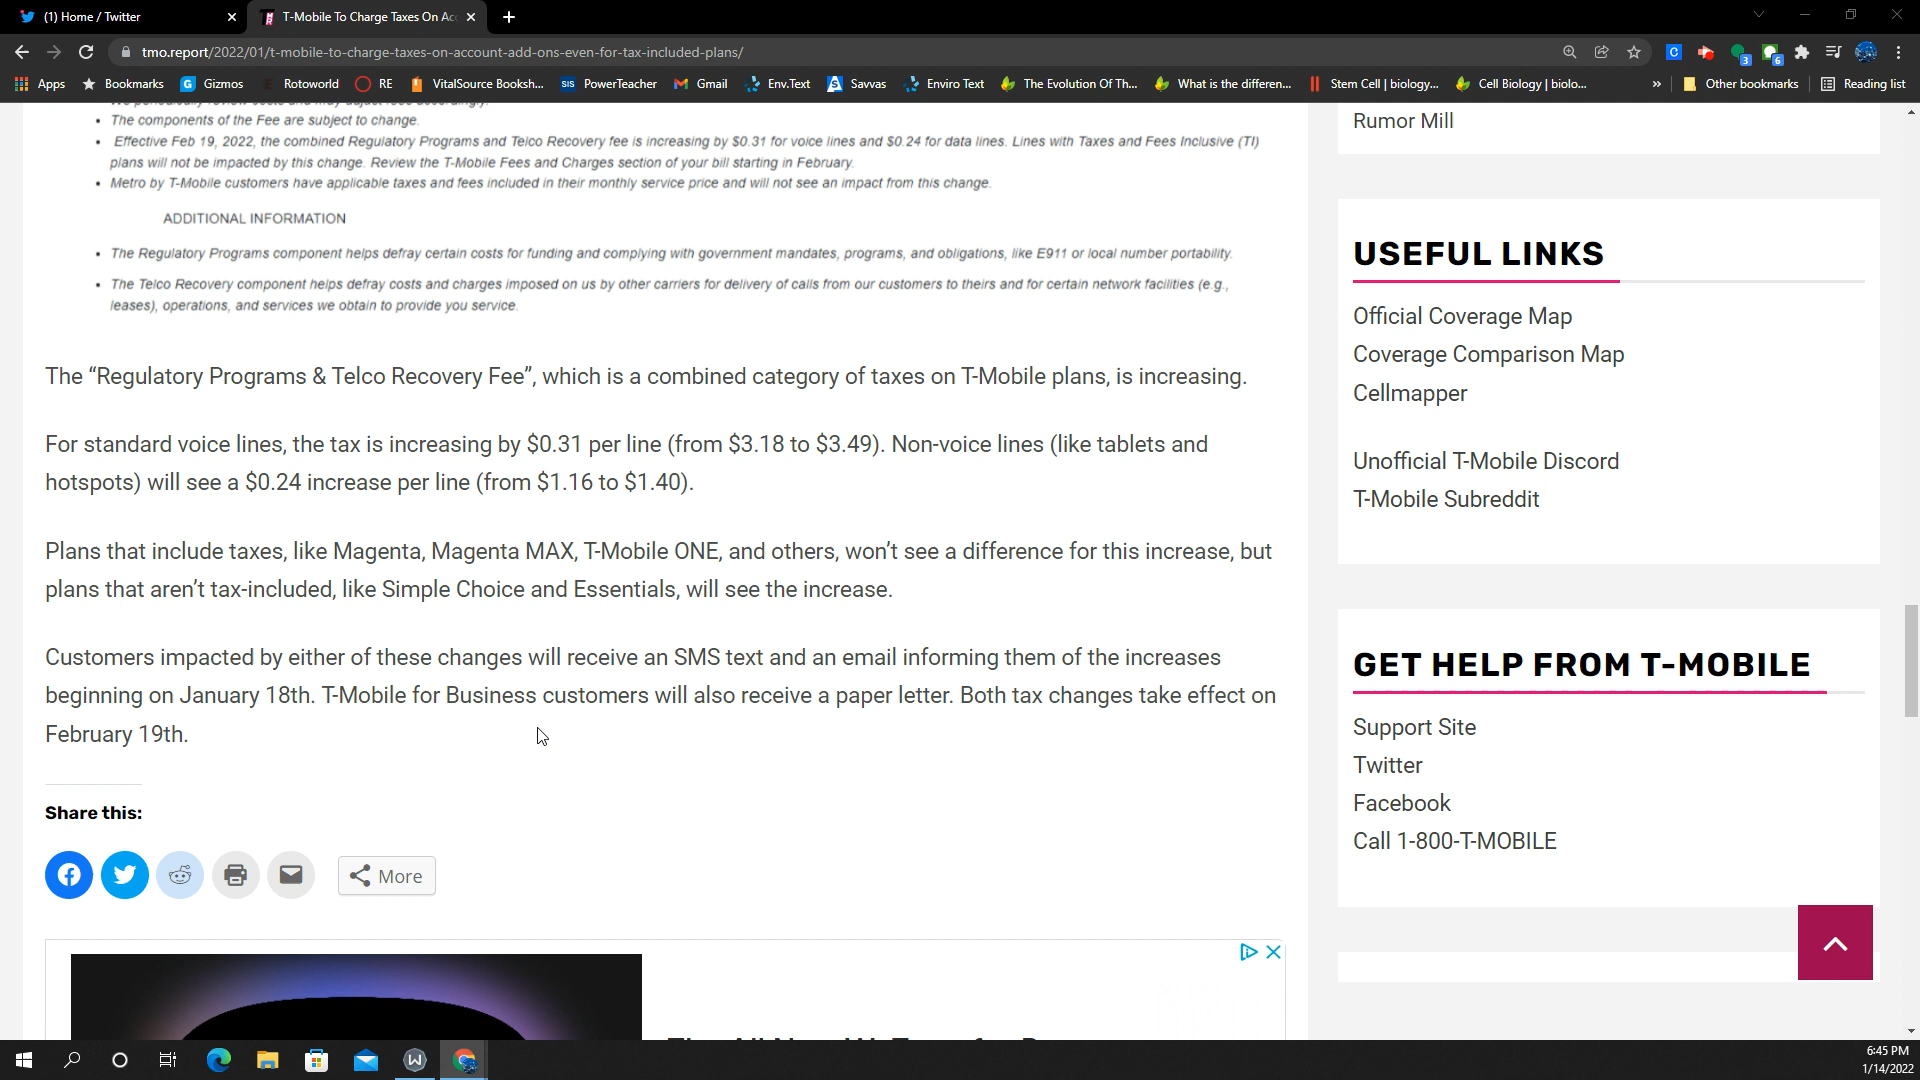 (1) Home / Twitter
T-Mobile To Charge Taxes On Ac
tmo.report/2022/01/t-mobile-to-charge-taxes-on-account-add-ons-even-for-tax-included-plans/
Apps Bookmarks Gizmos Rotoworld RE VitalSource Booksh... PowerTeacher Gmail Env.Text Savvas Enviro Text The Evolution Of Th... What is the differen... Stem Cell | biology... Cell Biology | biolo... » Other bookmarks Reading list
We periodically review costs and may adjust fees accordingly.
• The components of the Fee are subject to change.
• Effective Feb 19, 2022, the combined Regulatory Programs and Telco Recovery fee is increasing by $0.31 for voice lines and $0.24 for data lines. Lines with Taxes and Fees Inclusive (TI)
plans will not be impacted by this change. Review the T-Mobile Fees and Charges section of your bill starting in February.
• Metro by T-Mobile customers have applicable taxes and fees included in their monthly service price and will not see an impact from this change.
ADDITIONAL INFORMATION
• The Regulatory Programs component helps defray certain costs for funding and complying with government mandates, programs, and obligations, like E911 or local number portability.
• The Telco Recovery component helps defray costs and charges imposed on us by other carriers for delivery of calls from our customers to theirs and for certain network facilities (e.g.,
leases), operations, and services we obtain to provide you service.
The “Regulatory Programs & Telco Recovery Fee”, which is a combined category of taxes on T-Mobile plans, is increasing.
For standard voice lines, the tax is increasing by $0.31 per line (from $3.18 to $3.49). Non-voice lines (like tablets and
hotspots) will see a $0.24 increase per line (from $1.16 to $1.40).
Plans that include taxes, like Magenta, Magenta MAX, T-Mobile ONE, and others, won’t see a difference for this increase, but
plans that aren’t tax-included, like Simple Choice and Essentials, will see the increase.
Customers impacted by either of these changes will receive an SMS text and an email informing them of the increases
beginning on January 18th. T-Mobile for Business customers will also receive a paper letter. Both tax changes take effect on
February 19th.
Share this:
More
Rumor Mill
USEFUL LINKS
Official Coverage Map
Coverage Comparison Map
Cellmapper
Unofficial T-Mobile Discord
T-Mobile Subreddit
GET HELP FROM T-MOBILE
Support Site
Twitter
Facebook
Call 1-800-T-MOBILE
6:45 PM
1/14/2022